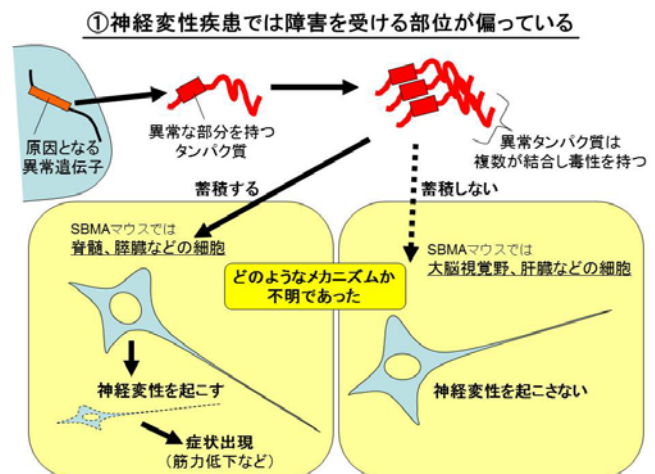 ①神経変性疾患では障害を受ける部位が偏っている
原因となる
異常遺伝子
異常な部分を持つ
タンパク質
異常タンパク質は
複数が結合し毒性を持つ
蓄積する
蓄積しない
SBMAマウスでは
脊髄、膵臓などの細胞
SBMAマウスでは
大脳視覚野、肝臓などの細胞
どのようなメカニズムか
不明であった
神経変性を起こす
症状出現
（筋力低下など）
神経変性を起こさない